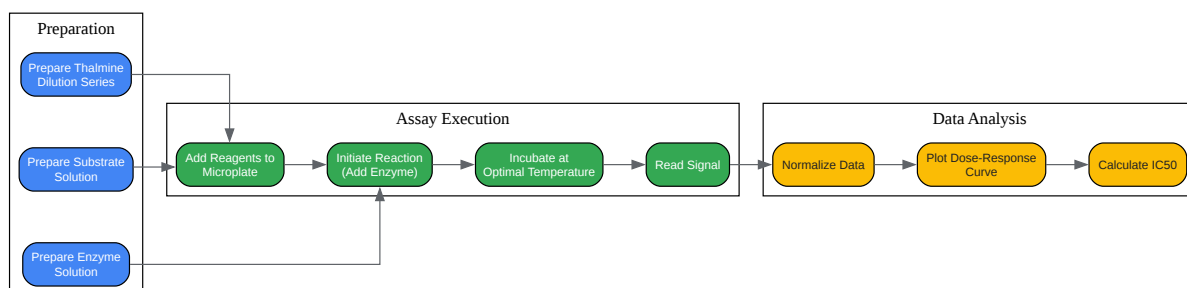 Preparation
Prepare Thalmine
Dilution Series
Prepare Substrate
Solution
Prepare Enzyme
Solution
Assay Execution
Add Reagents to
Microplate
Initiate Reaction
(Add Enzyme)
Incubate at
Optimal Temperature
Read Signal
Data Analysis
Normalize Data
Plot Dose-Response
Curve
Calculate IC50